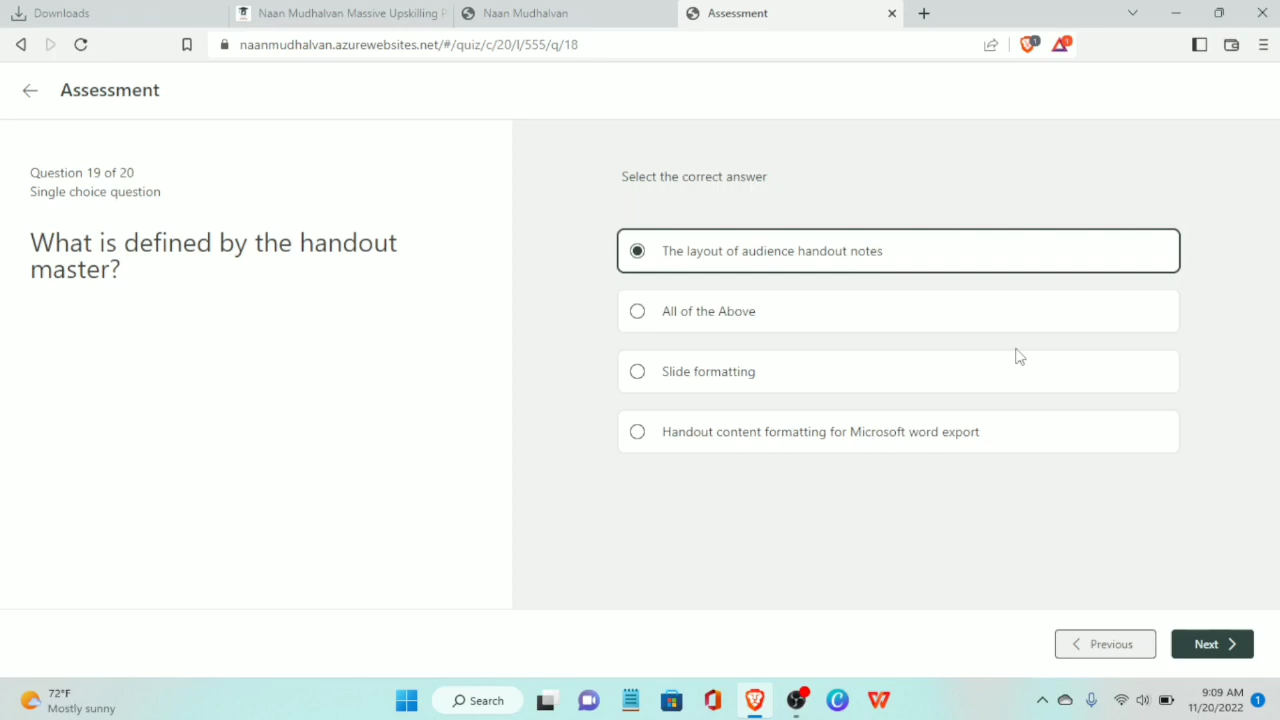 Downloads
Naan Mudhalvan Massive Upskilling P
Naan Mudhalvan
Assessment
naanmudhalvan.azurewebsites.net/#/quiz/c/20/l/555/q/18
1
1
Assessment
Question 19 of 20
Single choice question
What is defined by the handout
master?
Select the correct answer
The layout of audience handout notes
All of the Above
Slide formatting
Handout content formatting for Microsoft word export
Previous
Next
72°F
Mostly sunny
Search
9:09 AM
11/20/2022
1